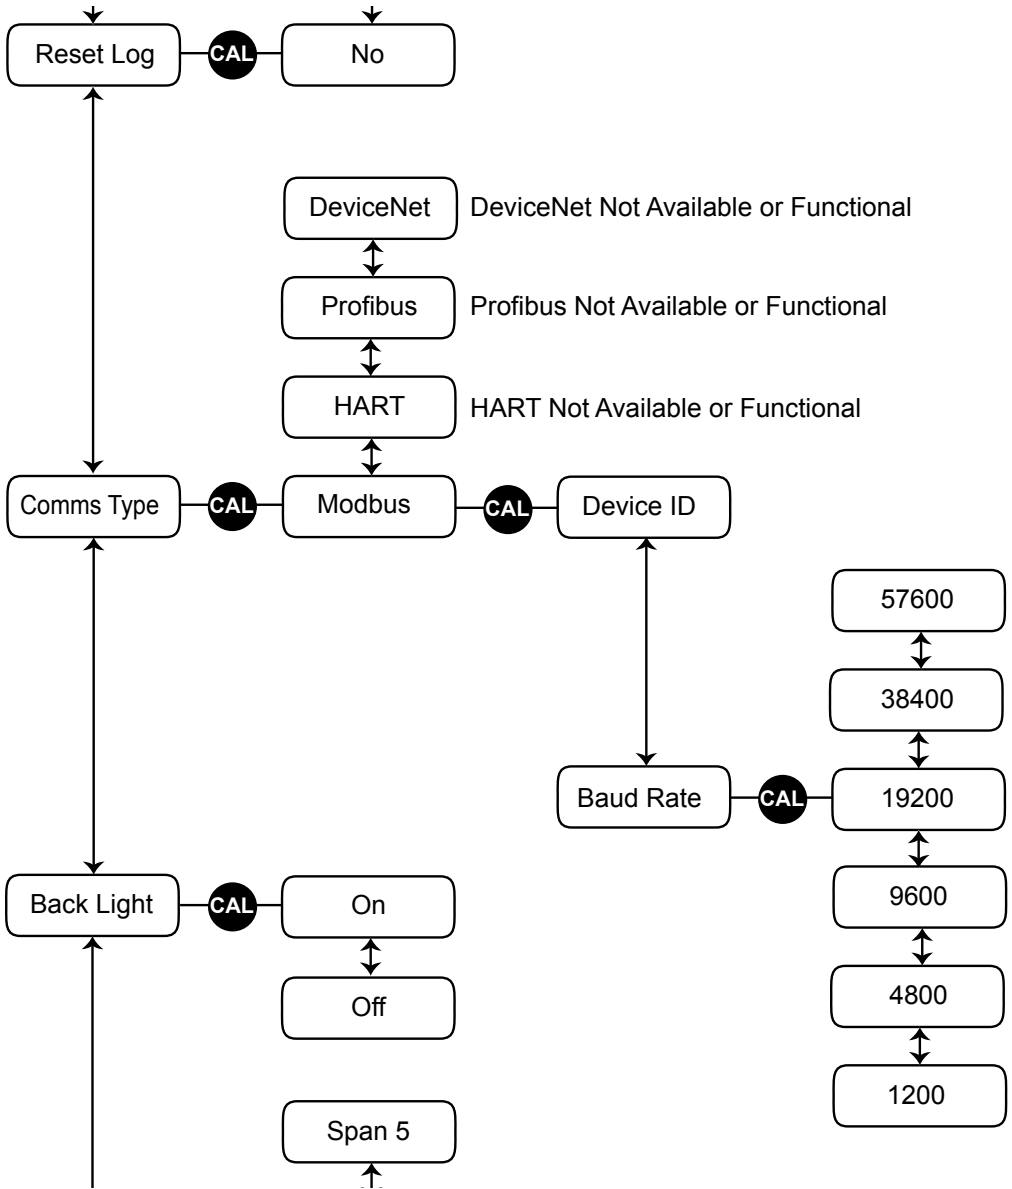 Reset Log CAL No
DeviceNet DeviceNet Not Available or Functional
Profibus Profibus Not Available or Functional
HART HART Not Available or Functional
Comms Type CAL Modbus CAL Device ID
57600
38400
Baud Rate CAL 19200
9600
Back Light CAL On
4800
Off
1200
Span 5